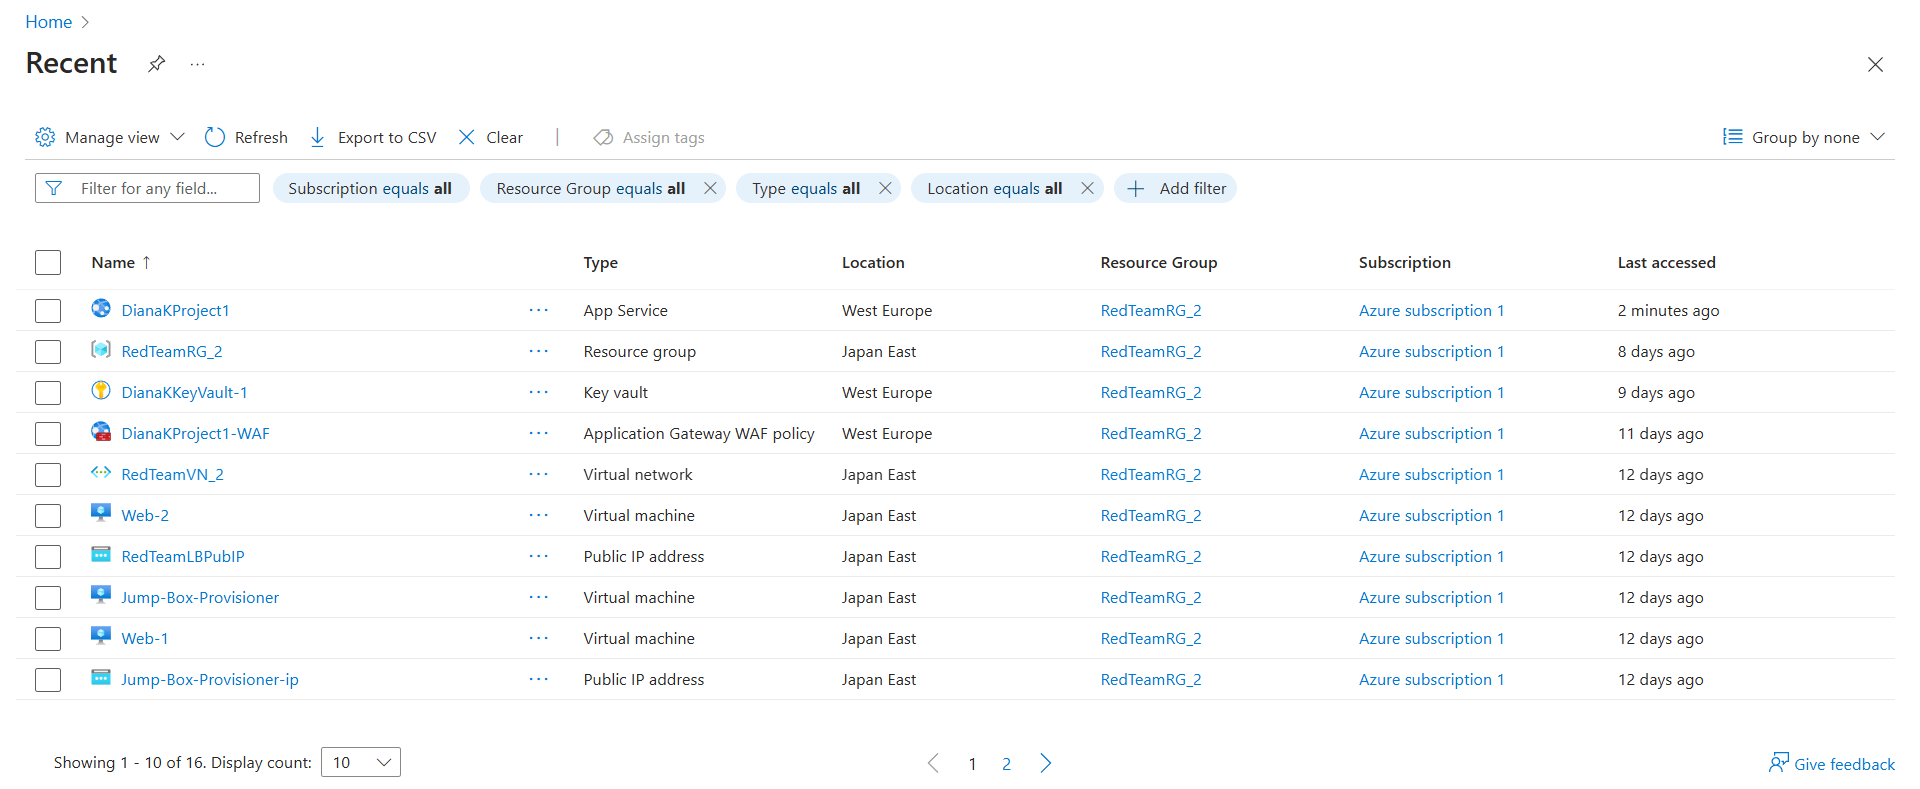 Home
Recent
Manage view Refresh Export to CSV Clear | Assign tags Group by none
Filter for any field... Subscription equals all Resource Group equals all Type equals all Location equals all Add filter
Name ↑ Type Location Resource Group Subscription Last accessed
DianaKProject1 ··· App Service West Europe RedTeamRG_2 Azure subscription 1 2 minutes ago
RedTeamRG_2 ··· Resource group Japan East RedTeamRG_2 Azure subscription 1 8 days ago
DianaKKeyVault-1 ··· Key vault West Europe RedTeamRG_2 Azure subscription 1 9 days ago
DianaKProject1-WAF ··· Application Gateway WAF policy West Europe RedTeamRG_2 Azure subscription 1 11 days ago
RedTeamVN_2 ··· Virtual network Japan East RedTeamRG_2 Azure subscription 1 12 days ago
Web-2 ··· Virtual machine Japan East RedTeamRG_2 Azure subscription 1 12 days ago
RedTeamLBPubIP ··· Public IP address Japan East RedTeamRG_2 Azure subscription 1 12 days ago
Jump-Box-Provisioner ··· Virtual machine Japan East RedTeamRG_2 Azure subscription 1 12 days ago
Web-1 ··· Virtual machine Japan East RedTeamRG_2 Azure subscription 1 12 days ago
Jump-Box-Provisioner-ip ··· Public IP address Japan East RedTeamRG_2 Azure subscription 1 12 days ago
Showing 1 - 10 of 16. Display count: 10 1 2 Give feedback